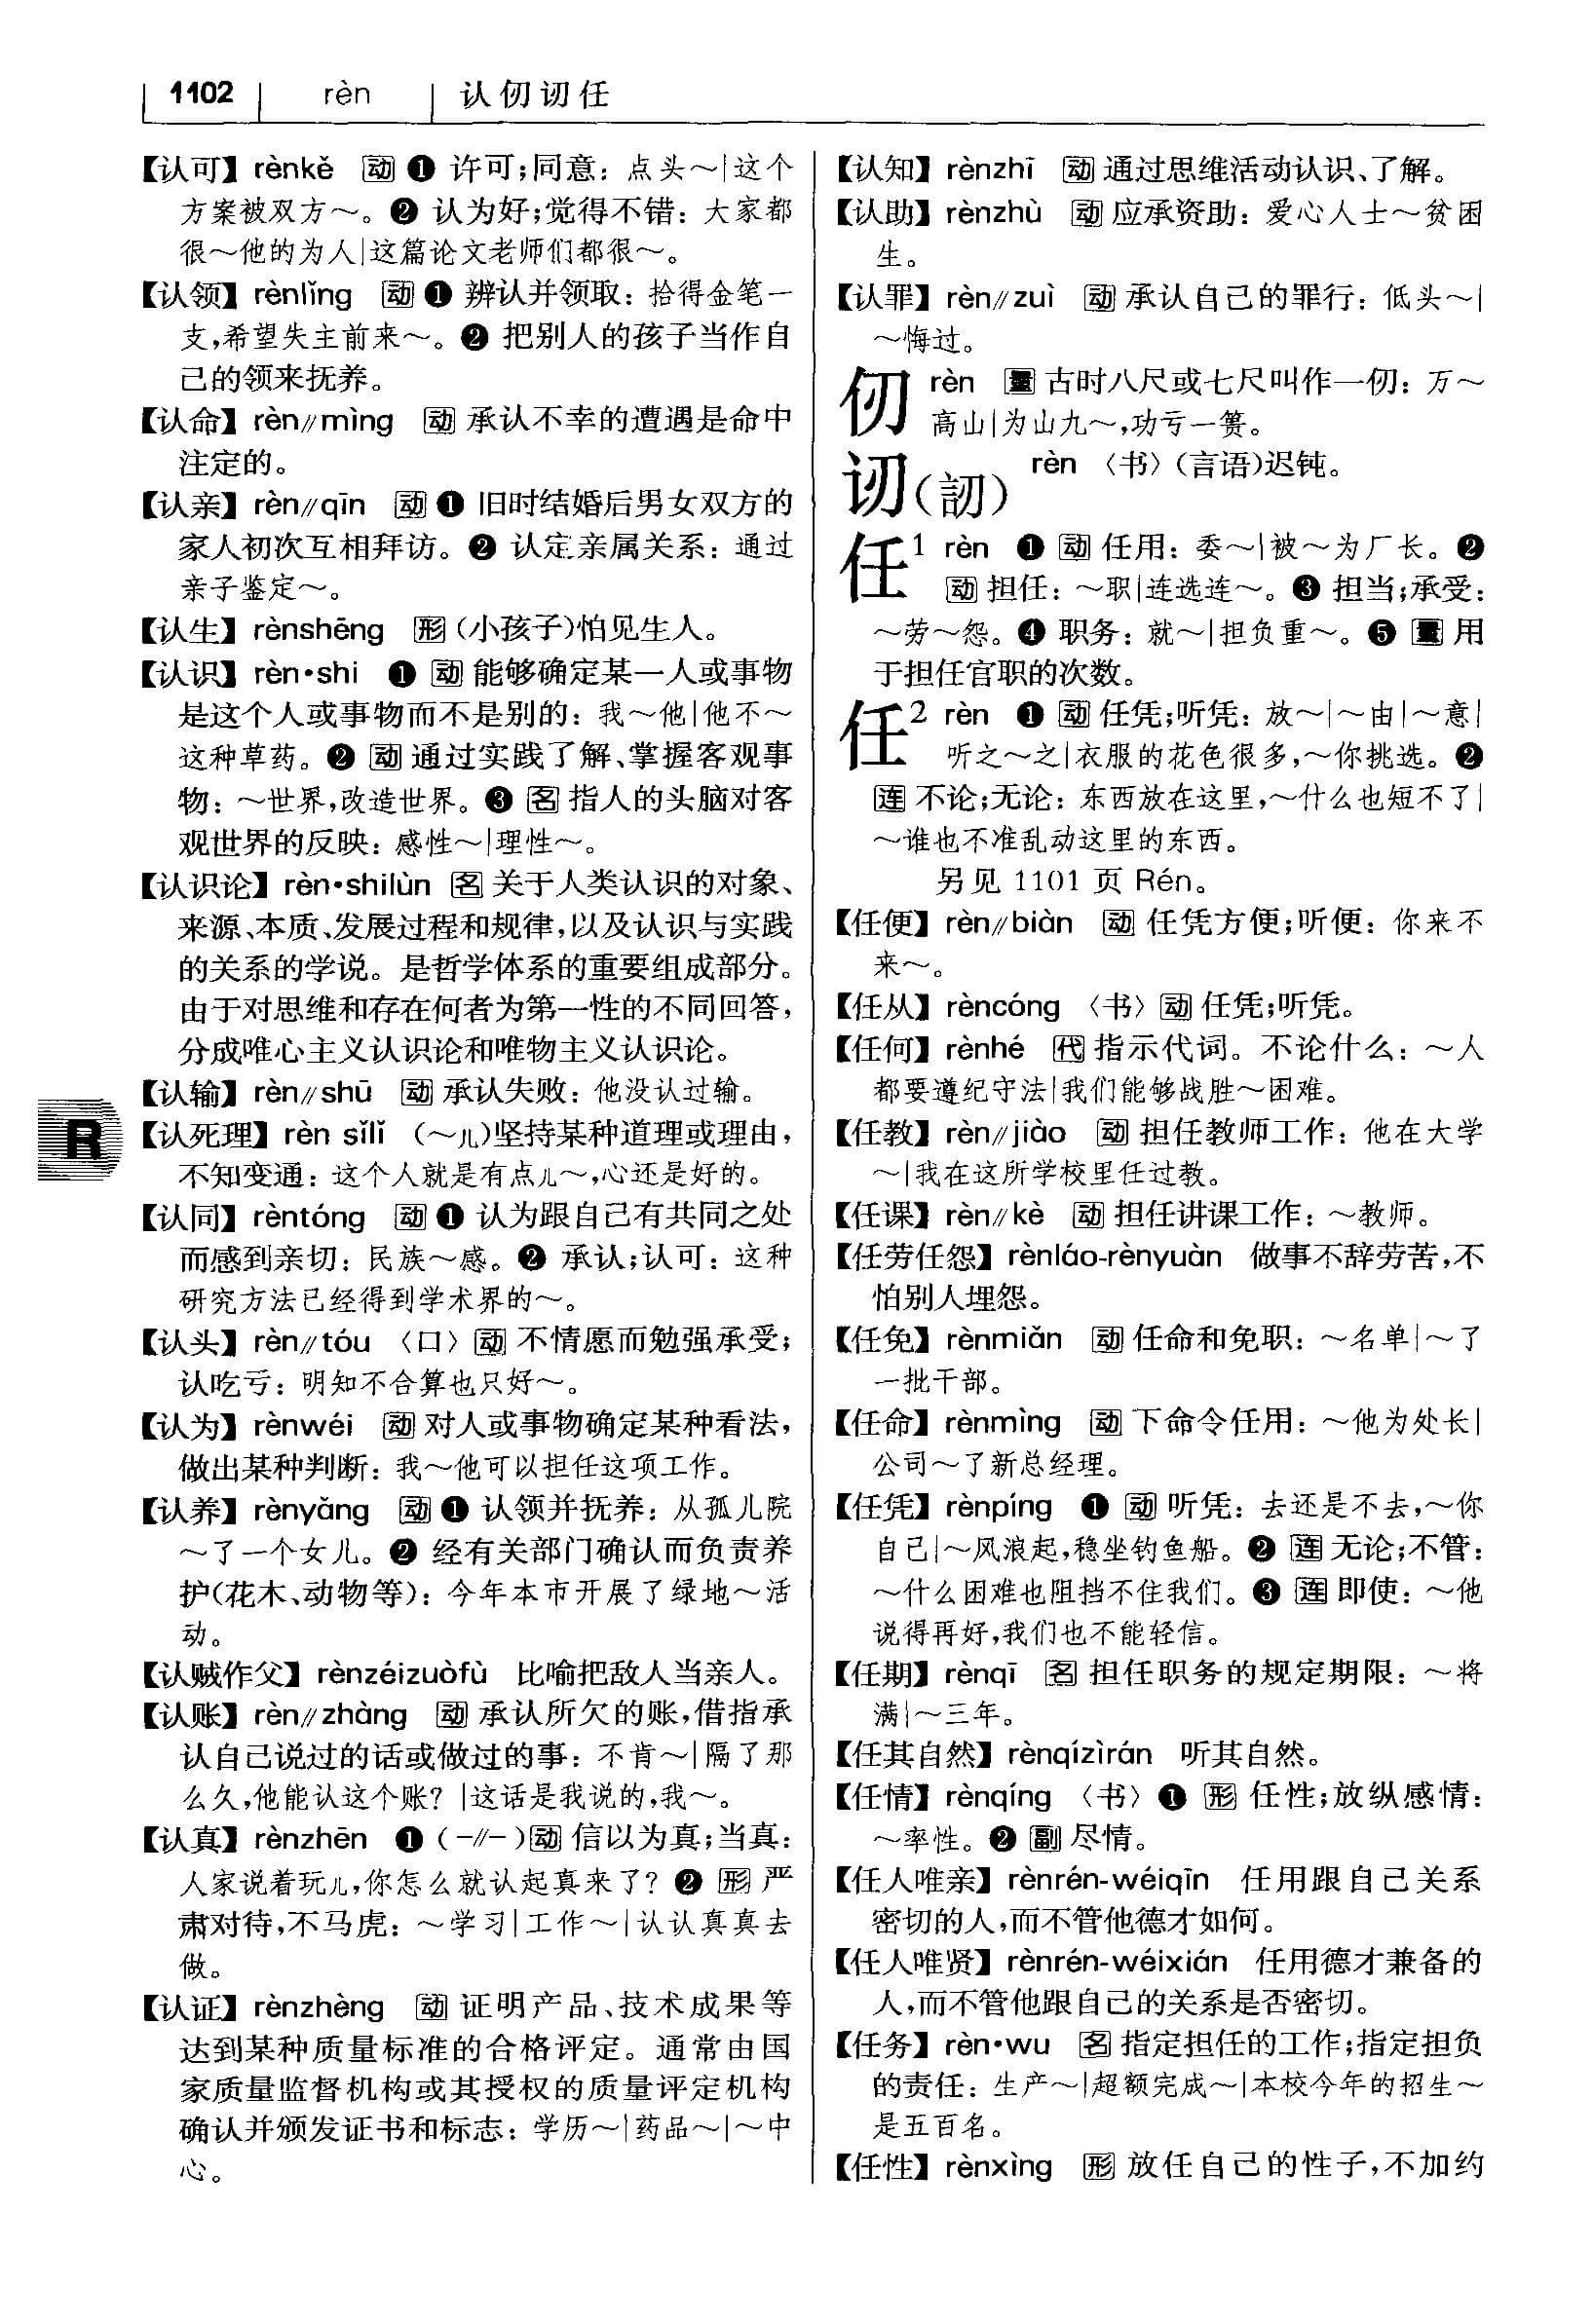 1102 rèn 认仞讱任
【认可】rènkě 动❶ 许可;同意：点头～|这个
方案被双方～。❷ 认为好;觉得不错：大家都
很～他的为人|这篇论文老师们都很～。
【认领】rènlǐng 动❶ 辨认并领取：拾得金笔一
支,希望失主前来～。❷ 把别人的孩子当作自
己的领来抚养。
【认命】rèn//mìng 动 承认不幸的遭遇是命中
注定的。
【认亲】rèn//qīn 动❶ 旧时结婚后男女双方的
家人初次互相拜访。❷ 认定亲属关系：通过
亲子鉴定～。
【认生】rènshēng 形(小孩子)怕见生人。
【认识】rèn•shi ❶ 动 能够确定某一人或事物
是这个人或事物而不是别的：我～他|他不～
这种草药。❷ 动 通过实践了解、掌握客观事
物：～世界,改造世界。❸ 名 指人的头脑对客
观世界的反映：感性～|理性～。
【认识论】rèn•shilùn 名 关于人类认识的对象、
来源、本质、发展过程和规律,以及认识与实践
的关系的学说。是哲学体系的重要组成部分。
由于对思维和存在何者为第一性的不同回答,
分成唯心主义认识论和唯物主义认识论。
【认输】rèn//shū 动 承认失败：他没认过输。
R
【认死理】rèn sǐlǐ (～儿)坚持某种道理或理由,
不知变通：这个人就是有点儿～,心还是好的。
【认同】rèntóng 动❶ 认为跟自己有共同之处
而感到亲切：民族～感。❷ 承认;认可：这种
研究方法已经得到学术界的～。
【认头】rèn//tóu 〈口〉动 不情愿而勉强承受;
认吃亏：明知不合算也只好～。
【认为】rènwéi 动 对人或事物确定某种看法,
做出某种判断：我～他可以担任这项工作。
【认养】rènyǎng 动❶ 认领并抚养：从孤儿院
～了一个女儿。❷ 经有关部门确认而负责养
护(花木、动物等)：今年本市开展了绿地～活
动。
【认贼作父】rènzéizuòfù 比喻把敌人当亲人。
【认账】rèn//zhàng 动 承认所欠的账,借指承
认自己说过的话或做过的事：不肯～|隔了那
么久,他能认这个账? |这话是我说的,我～。
【认真】rènzhēn ❶ (-//-)动 信以为真;当真：
人家说着玩儿,你怎么就认起真来了? ❷ 形 严
肃对待,不马虎：～学习|工作～|认认真真去
做。
【认证】rènzhèng 动 证明产品、技术成果等
达到某种质量标准的合格评定。通常由国
家质量监督机构或其授权的质量评定机构
确认并颁发证书和标志：学历～|药品～|～中
心。
【认知】rènzhī 动 通过思维活动认识、了解。
【认助】rènzhù 动 应承资助：爱心人士～贫困
生。
【认罪】rèn//zuì 动 承认自己的罪行：低头～|
～悔过。
仞 rèn 量 古时八尺或七尺叫作一仞：万～
高山|为山九～,功亏一篑。
讱(訒) rèn 〈书〉(言语)迟钝。
任1 rèn ❶ 动 任用：委～|被～为厂长。❷
动 担任：～职|连选连～。❸ 担当;承受：
～劳～怨。❹ 职务：就～|担负重～。❺ 量 用
于担任官职的次数。
任2 rèn ❶ 动 任凭;听凭：放～|～由|～意|
听之～之|衣服的花色很多,～你挑选。❷
连 不论;无论：东西放在这里,～什么也短不了|
～谁也不准乱动这里的东西。
另见 1101 页 Rén。
【任便】rèn//biàn 动 任凭方便;听便：你来不
来～。
【任从】rèncóng 〈书〉动 任凭;听凭。
【任何】rènhé 代 指示代词。不论什么：～人
都要遵纪守法|我们能够战胜～困难。
【任教】rèn//jiào 动 担任教师工作：他在大学
～|我在这所学校里任过教。
【任课】rèn//kè 动 担任讲课工作：～教师。
【任劳任怨】rènláo-rènyuàn 做事不辞劳苦,不
怕别人埋怨。
【任免】rènmiǎn 动 任命和免职：～名单|～了
一批干部。
【任命】rènmìng 动 下命令任用：～他为处长|
公司～了新总经理。
【任凭】rènpíng ❶ 动 听凭：去还是不去,～你
自己|～风浪起,稳坐钓鱼船。❷ 连 无论;不管：
～什么困难也阻挡不住我们。❸ 连 即使：～他
说得再好,我们也不能轻信。
【任期】rènqī 名 担任职务的规定期限：～将
满|～三年。
【任其自然】rènqízìrán 听其自然。
【任情】rènqíng 〈书〉❶ 形 任性;放纵感情：
～率性。❷ 副 尽情。
【任人唯亲】rènrén-wéiqīn 任用跟自己关系
密切的人,而不管他德才如何。
【任人唯贤】rènrén-wéixián 任用德才兼备的
人,而不管他跟自己的关系是否密切。
【任务】rèn•wu 名 指定担任的工作;指定担负
的责任：生产～|超额完成～|本校今年的招生～
是五百名。
【任性】rènxìng 形 放任自己的性子,不加约